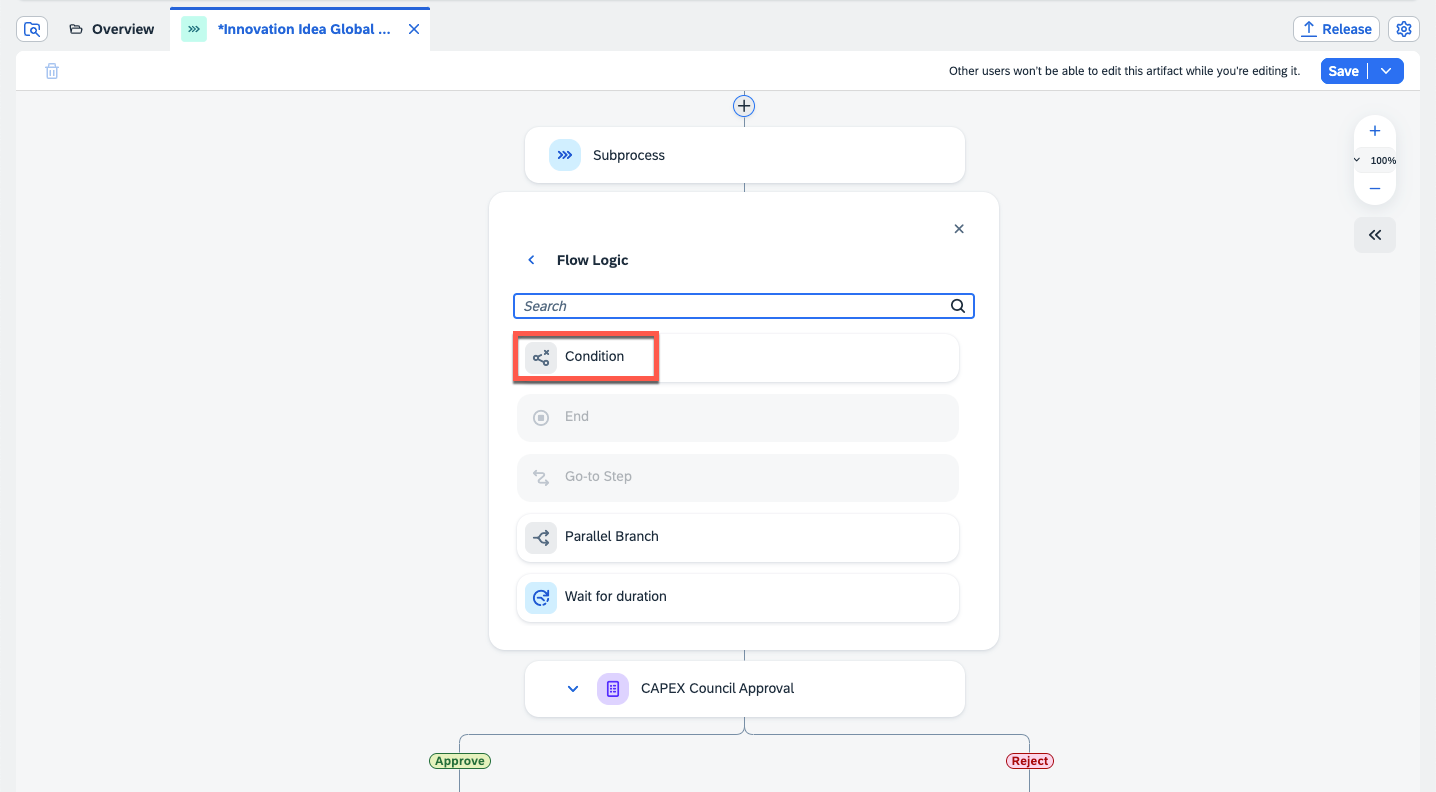 Overview
*Innovation Idea Global ...
Release
Other users won't be able to edit this artifact while you're editing it.
Save
Subprocess
100%
Flow Logic
Search
Condition
End
Go-to Step
Parallel Branch
Wait for duration
CAPEX Council Approval
Approve
Reject